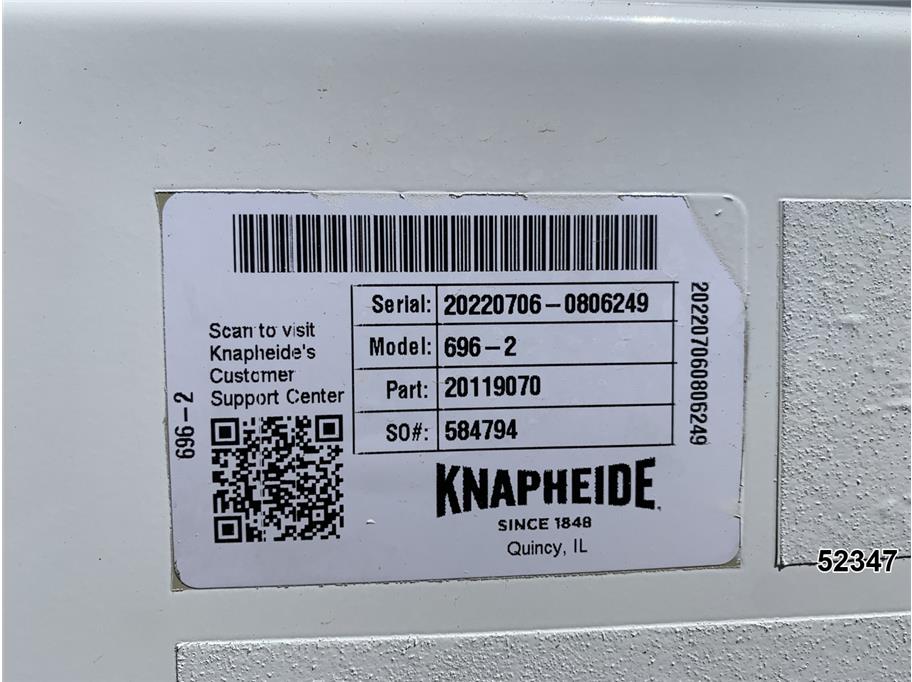 Serial: 20220706-0806249
Scan to visit
Knapheide's
Customer
Support Center
Model: 696-2
Part: 20119070
SO#: 584794
202207060806249
696-2
KNAPHEIDE
SINCE 1848
Quincy, IL
52347